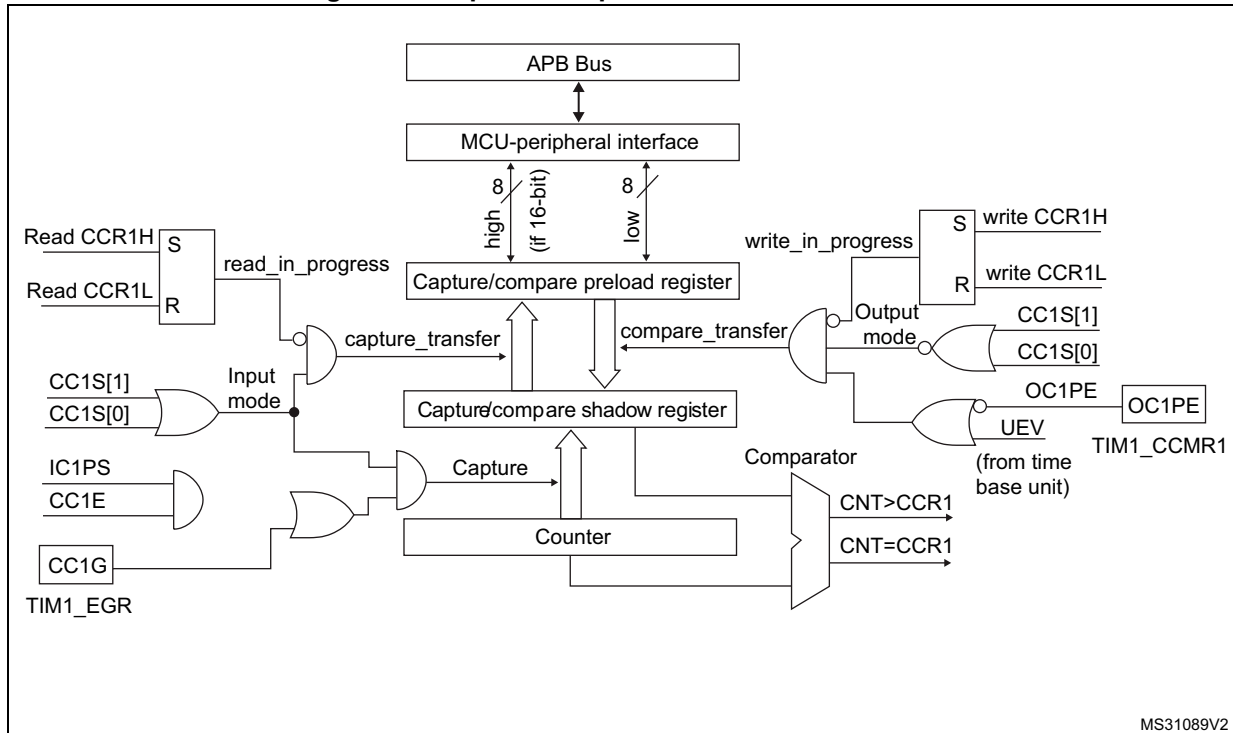 APB Bus
MCU-peripheral interface
8
high
(if 16-bit)
8
low
Read CCR1H
S
read_in_progress
Read CCR1L
R
write_in_progress
S
write CCR1H
R
write CCR1L
Capture/compare preload register
capture_transfer
compare_transfer
Output
mode
CC1S[1]
CC1S[0]
CC1S[1]
CC1S[0]
Input
mode
Capture/compare shadow register
OC1PE
OC1PE
UEV
TIM1_CCMR1
(from time
base unit)
IC1PS
CC1E
Capture
Comparator
CNT>CCR1
CNT=CCR1
Counter
CC1G
TIM1_EGR
MS31089V2